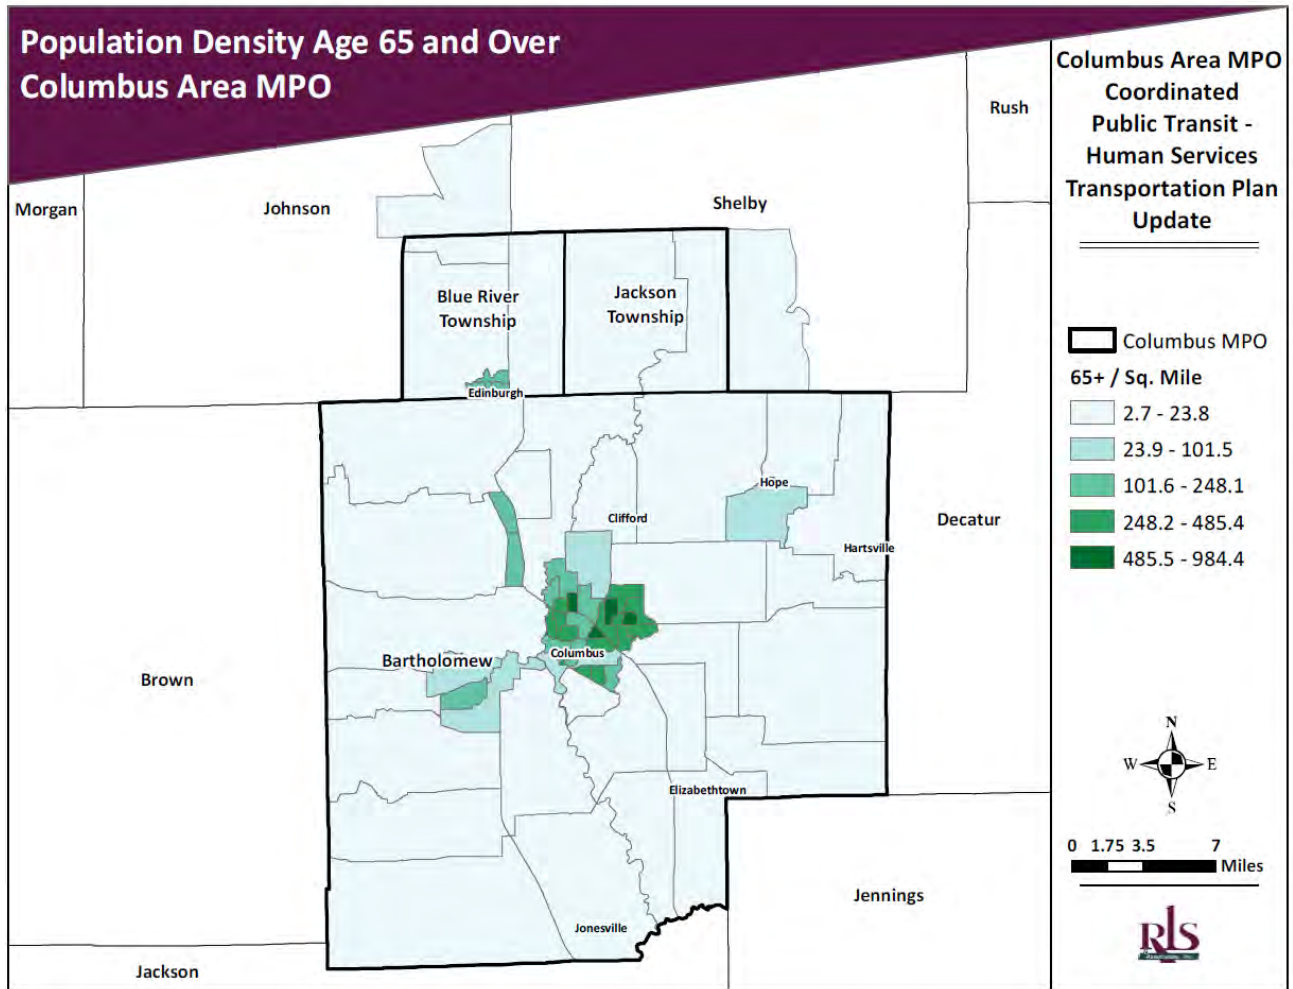 Population Density Age 65 and Over
Columbus Area MPO
Columbus Area MPO
Coordinated
Public Transit -
Human Services
Transportation Plan
Update
Rush
Morgan
Johnson
Shelby
Blue River
Township
Jackson
Township
Edinburgh
Columbus MPO
65+ / Sq. Mile
2.7 - 23.8
23.9 - 101.5
101.6 - 248.1
248.2 - 485.4
485.5 - 984.4
Hope
Clifford
Decatur
Hartsville
Columbus
Bartholomew
Brown
Elizabethtown
N
W
E
S
0 1.75 3.5 7
Miles
Jennings
Jonesville
Jackson
RLS